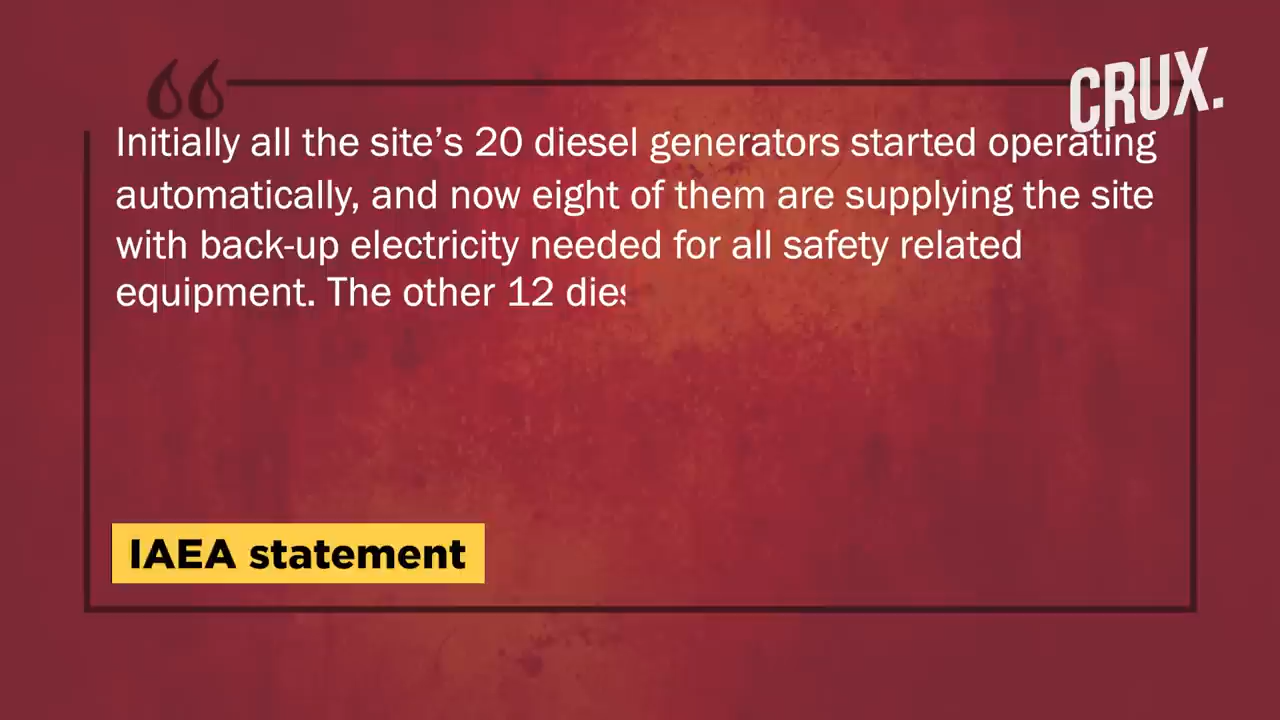 CRUX.
Initially all the site’s 20 diesel generators started operating
automatically, and now eight of them are supplying the site
with back-up electricity needed for all safety related
equipment. The other 12
IAEA statement